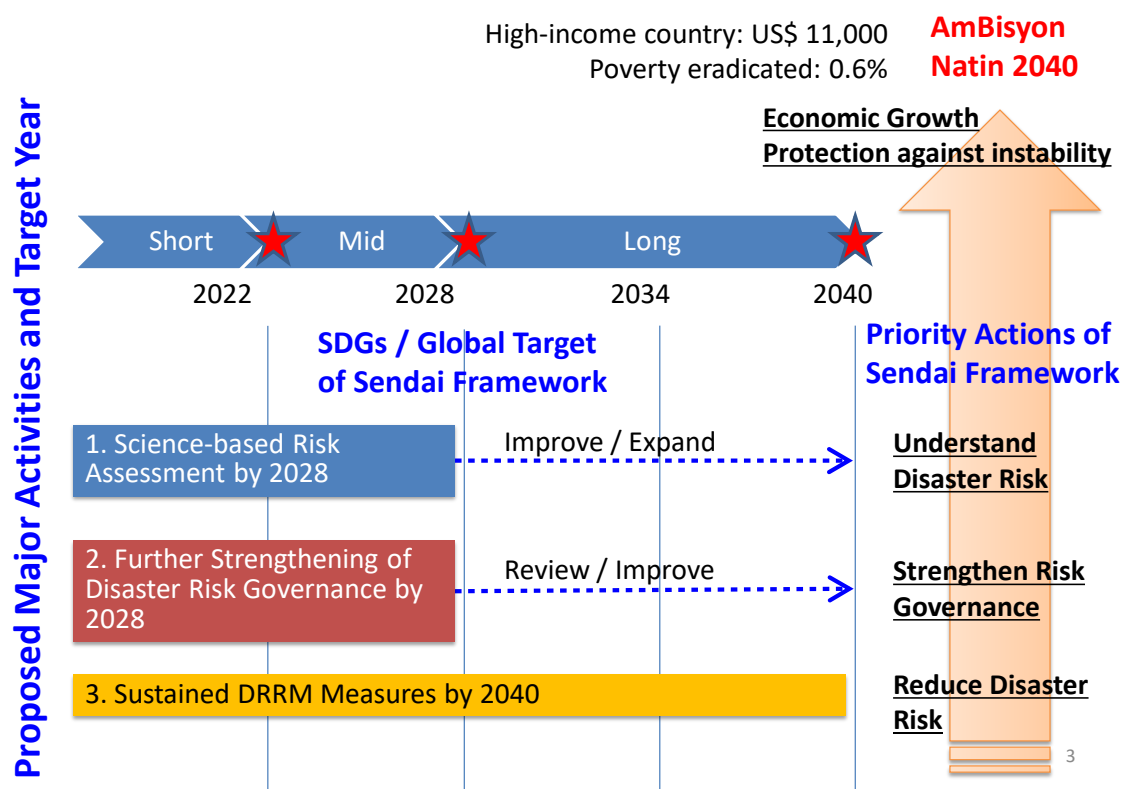 High-income country: US$ 11,000
Poverty eradicated: 0.6%
AmBisyon
Natin 2040
Economic Growth
Protection against instability
Proposed Major Activities and Target Year
Short
Mid
Long
2022
2028
2034
2040
SDGs / Global Target
of Sendai Framework
Priority Actions of
Sendai Framework
1. Science-based Risk
Assessment by 2028
Improve / Expand
Understand
Disaster Risk
2. Further Strengthening of
Disaster Risk Governance by
2028
Review / Improve
Strengthen Risk
Governance
3. Sustained DRRM Measures by 2040
Reduce Disaster
Risk
3